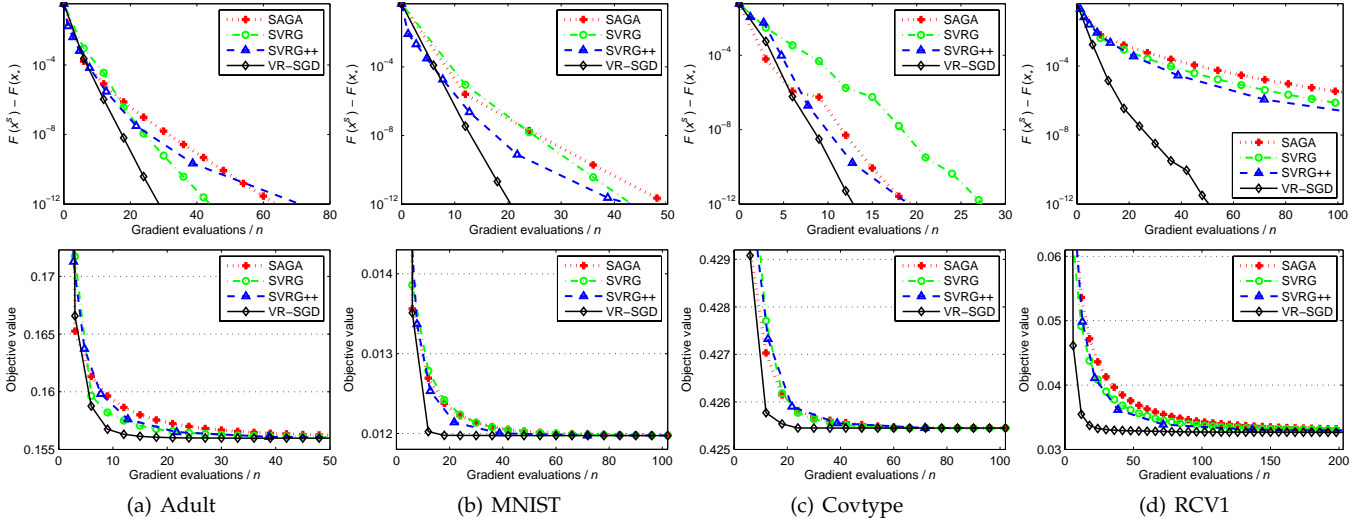 F(x^s) − F(x_*)
10^−4
10^−8
10^−12
SAGA
SVRG
SVRG++
VR−SGD
0 20 40 60 80
Gradient evaluations / n
F(x^s) − F(x_*)
10^−4
10^−8
10^−12
SAGA
SVRG
SVRG++
VR−SGD
0 10 20 30 40 50
Gradient evaluations / n
F(x^s) − F(x_*)
10^−4
10^−8
10^−12
SAGA
SVRG
SVRG++
VR−SGD
0 5 10 15 20 25 30
Gradient evaluations / n
F(x^s) − F(x_*)
10^−4
10^−8
10^−12
SAGA
SVRG
SVRG++
VR−SGD
0 20 40 60 80 100
Gradient evaluations / n
Objective value
0.17
0.165
0.16
0.155
SAGA
SVRG
SVRG++
VR−SGD
0 10 20 30 40 50
Gradient evaluations / n
Objective value
0.014
0.013
0.012
SAGA
SVRG
SVRG++
VR−SGD
0 20 40 60 80 100
Gradient evaluations / n
Objective value
0.429
0.428
0.427
0.426
0.425
SAGA
SVRG
SVRG++
VR−SGD
0 20 40 60 80 100
Gradient evaluations / n
Objective value
0.06
0.05
0.04
0.03
SAGA
SVRG
SVRG++
VR−SGD
0 50 100 150 200
Gradient evaluations / n
(a) Adult
(b) MNIST
(c) Covtype
(d) RCV1